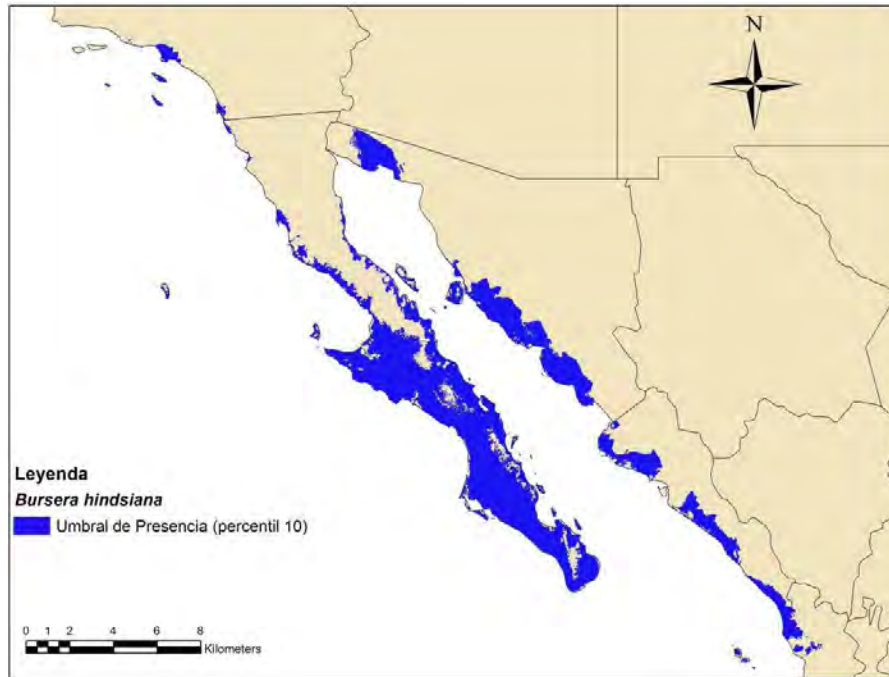 N
Leyenda
Bursera hindsiana
Umbral de Presencia (percentil 10)
0 1 2 4 6 8
Kilometers